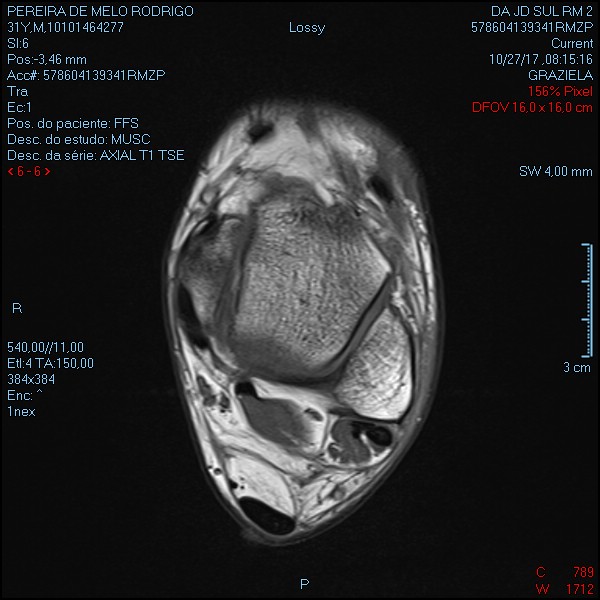 PEREIRA DE MELO RODRIGO
31Y,M,10101464277
Sl:6
Pos:-3,46 mm
Acc#: 578604139341RMZP
Tra
Ec:1
Pos. do paciente: FFS
Desc. do estudo: MUSC
Desc. da série: AXIAL T1 TSE
< 6 - 6 >
Lossy
DA JD SUL RM 2
578604139341RMZP
Current
10/27/17 ,08:15:16
GRAZIELA
156% Pixel
DFOV 16,0 x 16,0 cm
SW 4,00 mm
R
540,00//11,00
Etl:4 TA:150,00
384x384
Enc: ^
1nex
3 cm
P
C 789
W 1712